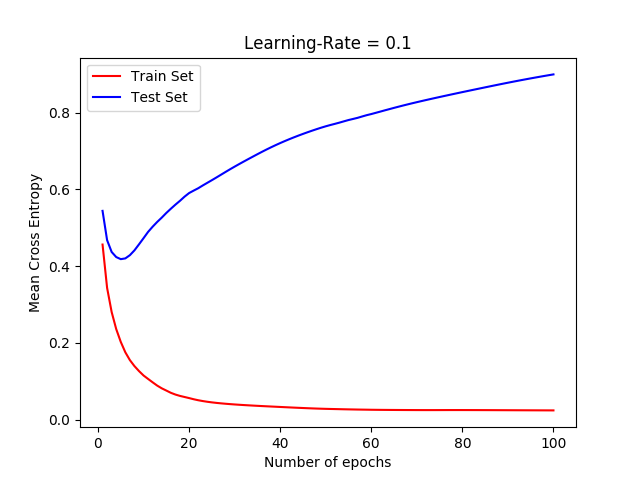 Learning-Rate = 0.1
Train Set
Test Set
Mean Cross Entropy
0.8
0.6
0.4
0.2
0.0
0 20 40 60 80 100
Number of epochs